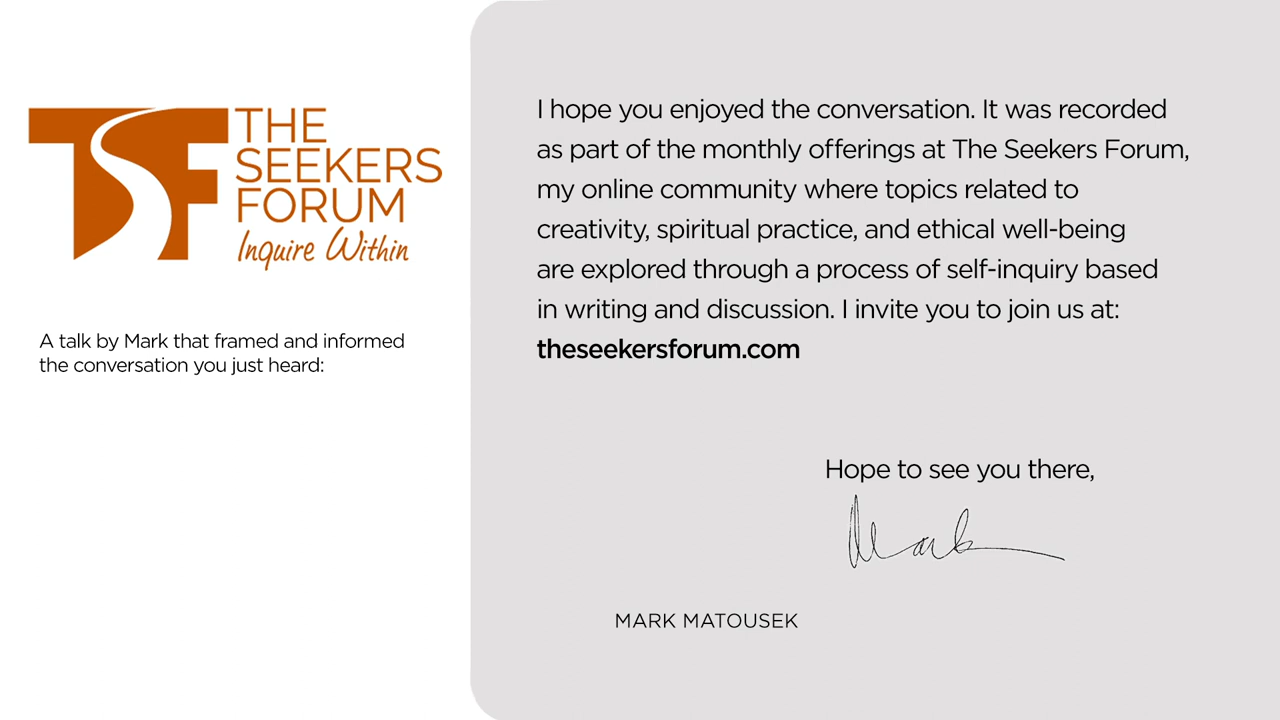 TSF
THE
SEEKERS
FORUM
Inquire Within
A talk by Mark that framed and informed
the conversation you just heard:
I hope you enjoyed the conversation. It was recorded
as part of the monthly offerings at The Seekers Forum,
my online community where topics related to
creativity, spiritual practice, and ethical well-being
are explored through a process of self-inquiry based
in writing and discussion. I invite you to join us at:
theseekersforum.com
Hope to see you there,
Mark
MARK MATOUSEK